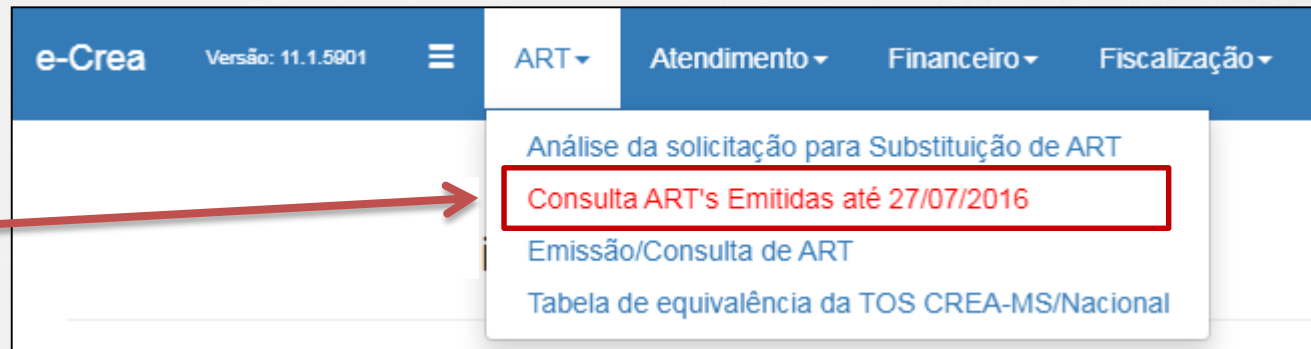 e-Crea Versão: 11.1.5901 ☰ ART Atendimento Financeiro Fiscalização
Análise da solicitação para Substituição de ART
Consulta ART's Emitidas até 27/07/2016
Emissão/Consulta de ART
Tabela de equivalência da TOS CREA-MS/Nacional